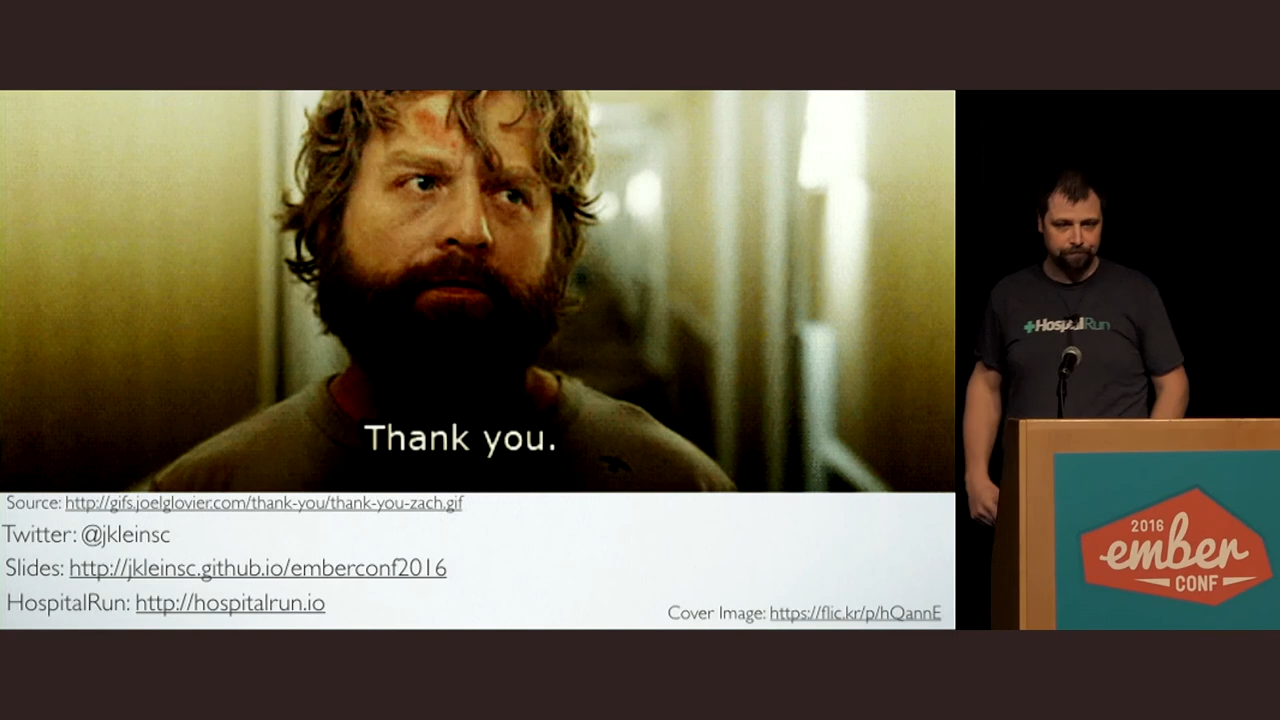 Thank you.
Source: http://gifs.joelglovier.com/thank-you/thank-you-zach.gif
Twitter: @jkleinsc
Slides: http://jkleinsc.github.io/emberconf2016
HospitalRun: http://hospitalrun.io
Cover Image: https://flic.kr/p/hQannE
HospitalRun
2016
ember
CONF